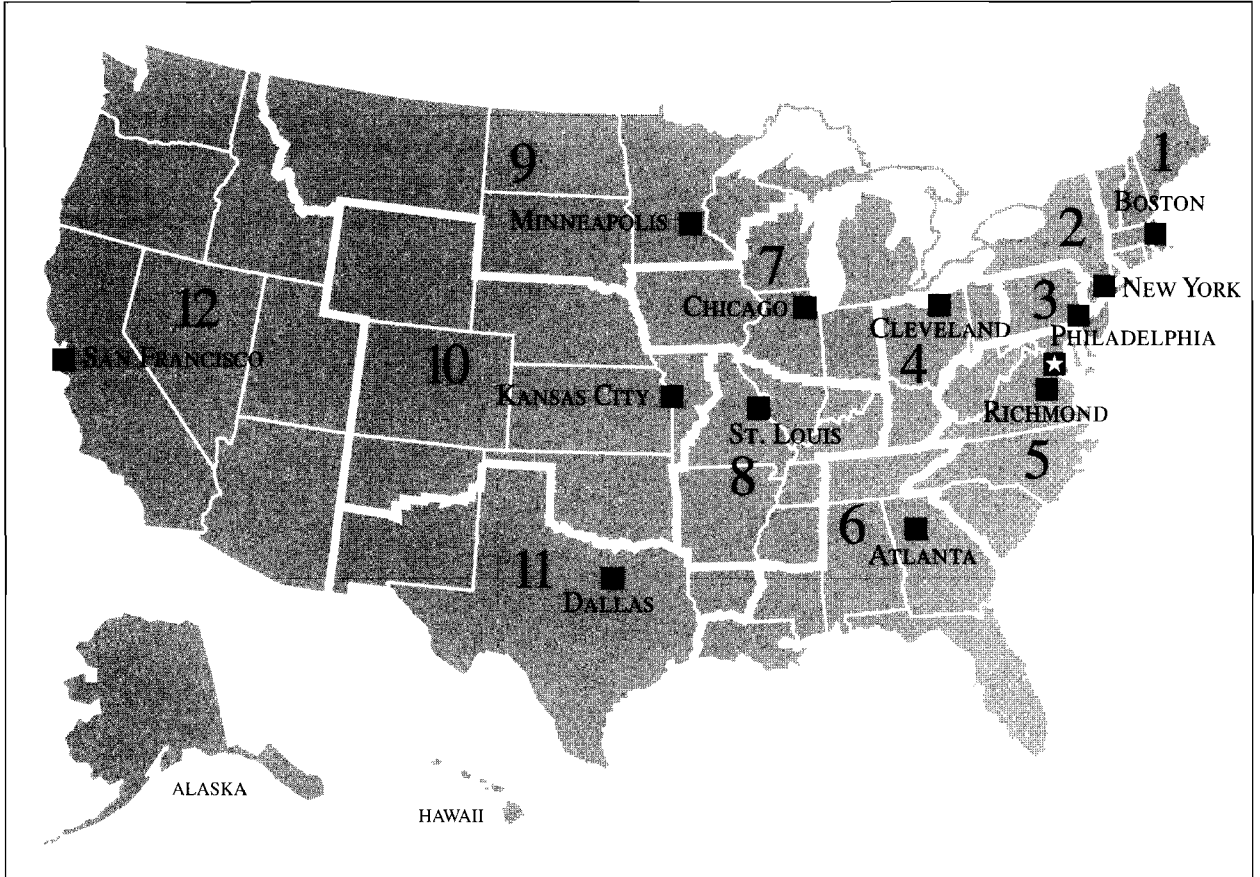 1
BOSTON
2
9
MINNEAPOLIS
7
3
NEW YORK
12
CHICAGO
CLEVELAND
PHILADELPHIA
SAN FRANCISCO
10
4
KANSAS CITY
RICHMOND
ST. LOUIS
5
8
6
ATLANTA
11
DALLAS
ALASKA
HAWAII